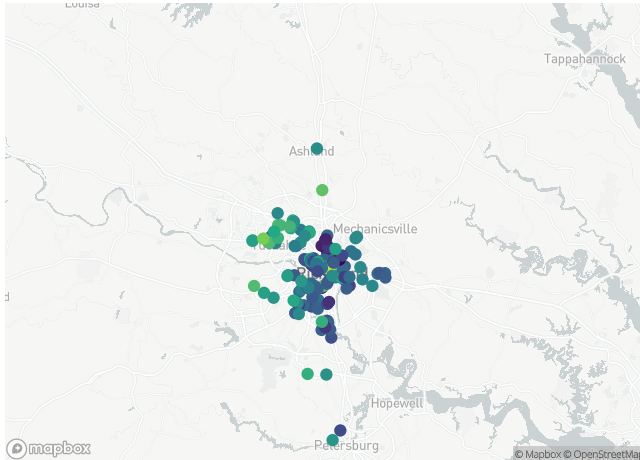 Louisa
Tappahannock
Ashland
Mechanicsville
Hopewell
Petersburg
mapbox
© Mapbox © OpenStreetMap